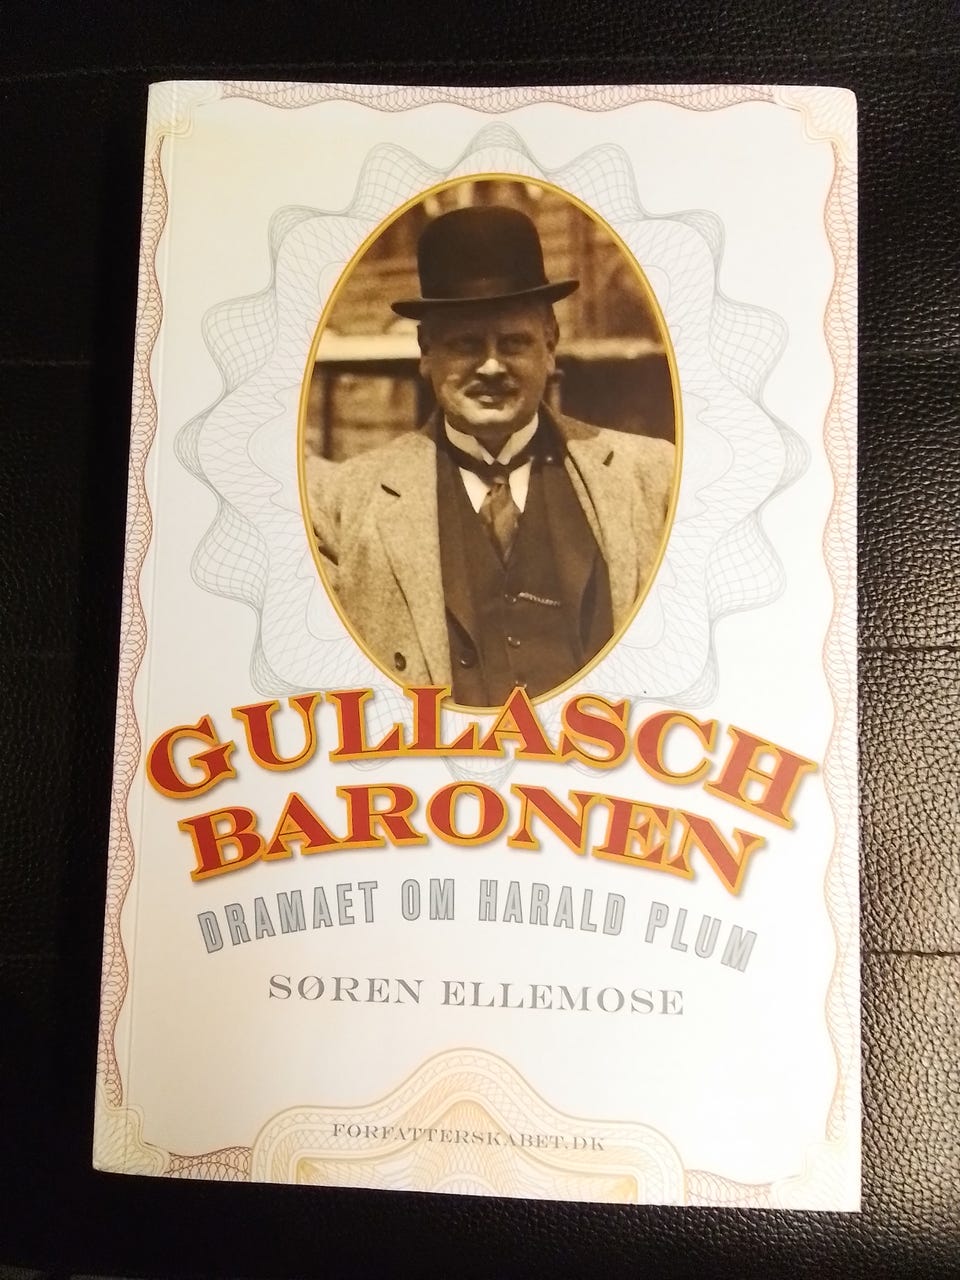 GULLASCH
BARONEN
DRAMAET OM HARALD PLUM
SØREN ELLEMOSE
FORFATTERSKABET.DK